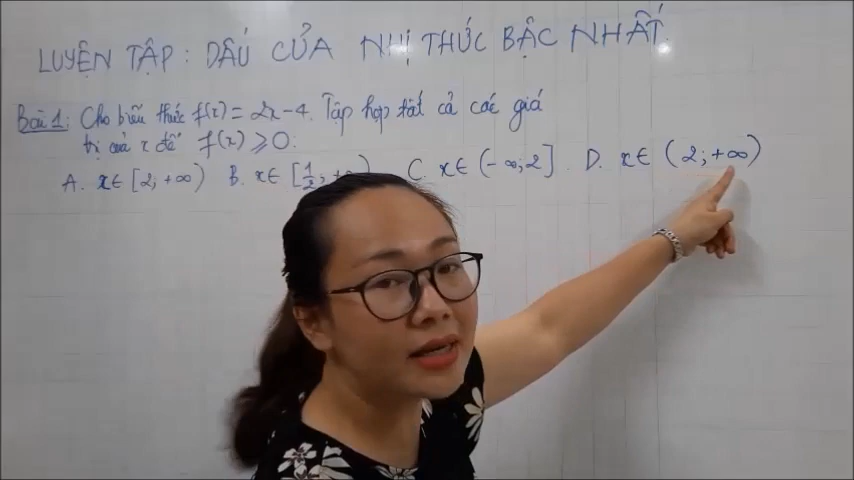 LUYỆN TẬP : DẤU CỦA NHỊ THỨC BẬC NHẤT
Bài 1: Cho biểu thức f(x) = 2x-4. Tập hợp tất cả các giá
trị của x để f(x) ⩾ 0.
A. x ∈ [2; +∞) B. x ∈ [1/2; +∞) C. x ∈ (-∞; 2]. D. x ∈ (2; +∞)